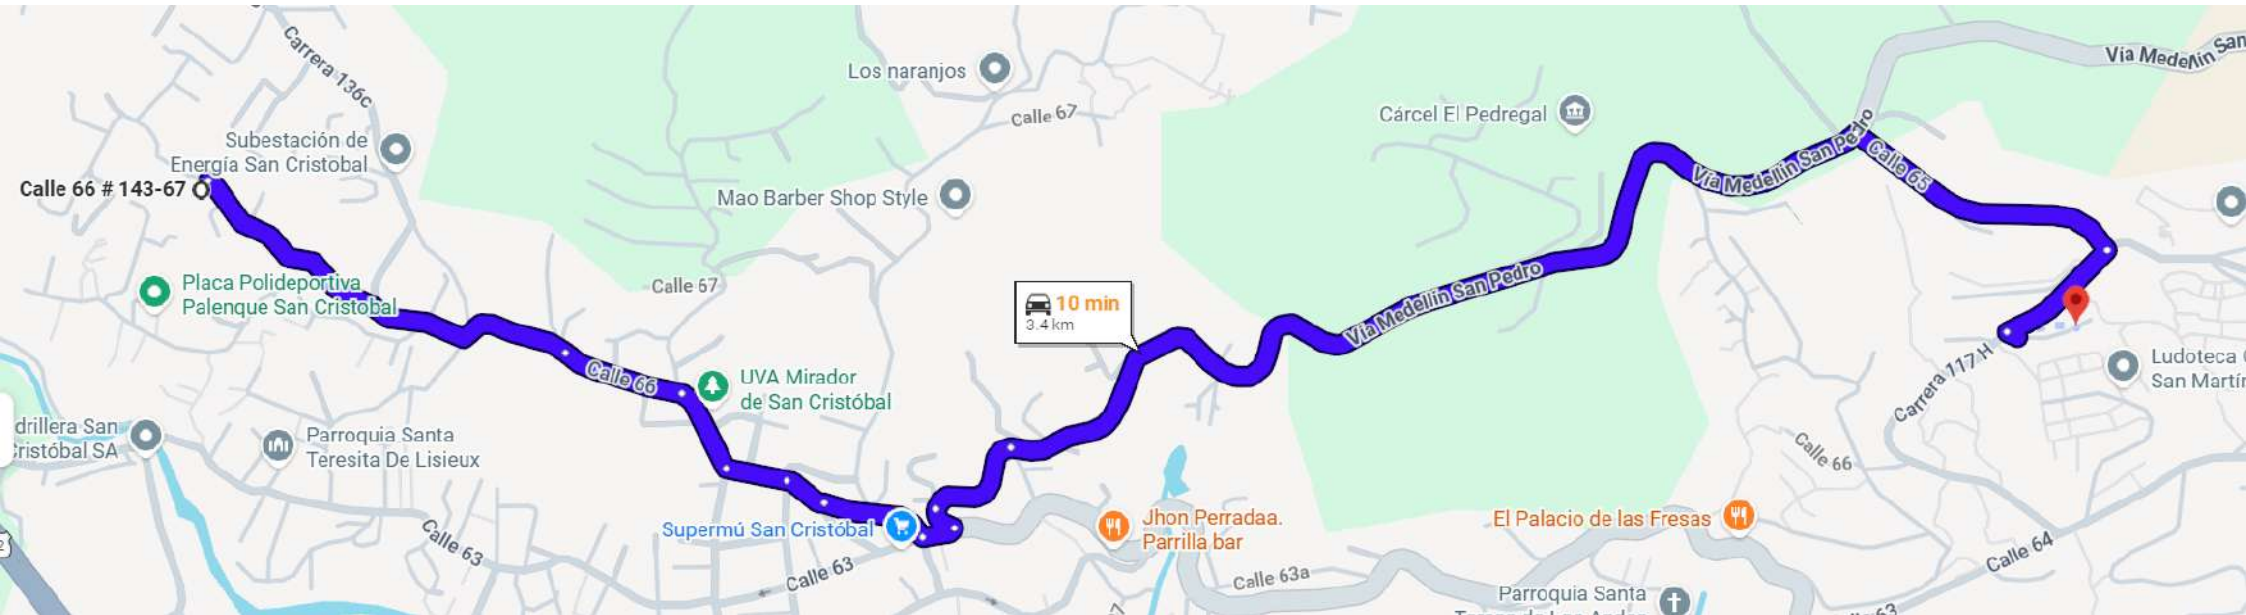 Carrera 136c
Vía Medellín San
Los naranjos
Calle 67
Cárcel El Pedregal
Subestación de
Energía San Cristobal
Calle 66 # 143-67
Mao Barber Shop Style
Vía Medellín San Pedro
Calle 65
Placa Polideportiva
Palenque San Cristobal
Calle 67
10 min
3.4 km
Vía Medellín San Pedro
Calle 66
UVA Mirador
de San Cristóbal
Carrera 117 H
Ludoteca
San Martín
drillera San
Cristóbal SA
Parroquia Santa
Teresita De Lisieux
Calle 66
Supermú San Cristóbal
Jhon Perradaa.
Parrilla bar
El Palacio de las Fresas
Calle 63
Calle 63
Calle 63a
Calle 64
Parroquia Santa
2